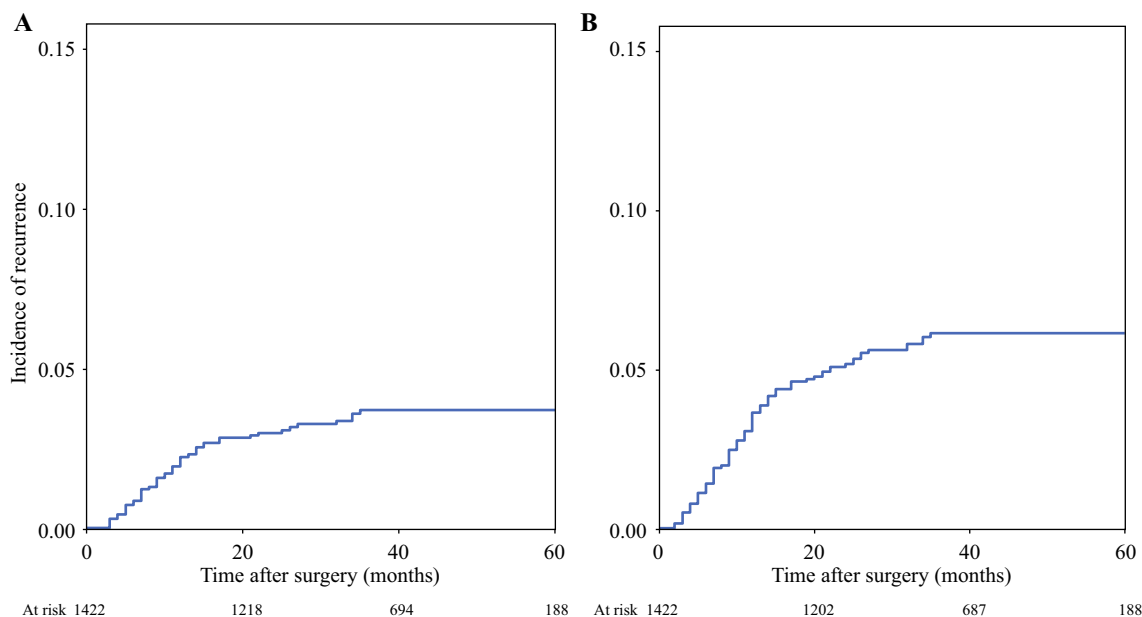 A
0.15
0.10
0.05
0.00
Incidence of recurrence
0
20
40
60
Time after surgery (months)
At risk 1422 1218 694 188
B
0.15
0.10
0.05
0.00
0
20
40
60
Time after surgery (months)
At risk 1422 1202 687 188